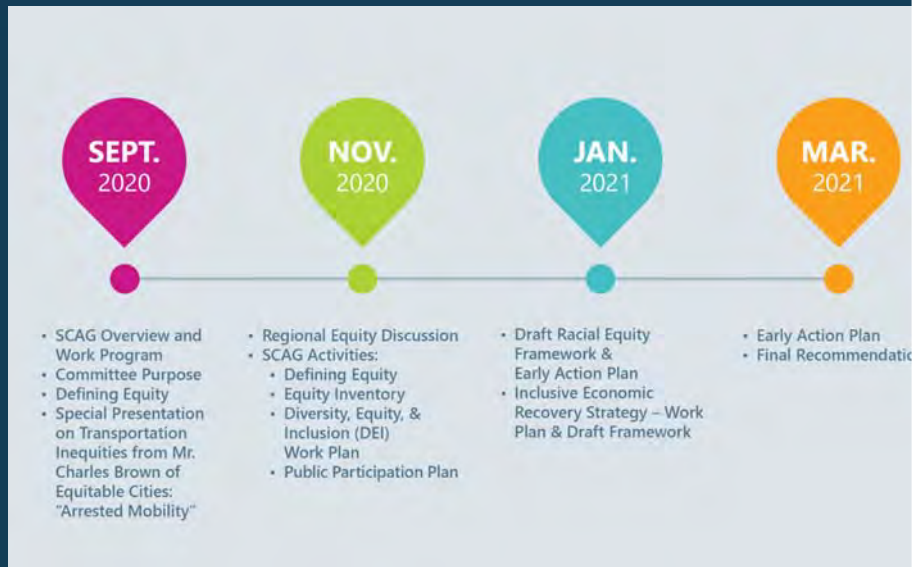 SEPT.
2020
NOV.
2020
JAN.
2021
MAR.
2021
• SCAG Overview and
Work Program
• Committee Purpose
• Defining Equity
• Special Presentation
on Transportation
Inequities from Mr.
Charles Brown of
Equitable Cities:
"Arrested Mobility"
• Regional Equity Discussion
• SCAG Activities:
• Defining Equity
• Equity Inventory
• Diversity, Equity, &
Inclusion (DEI)
Work Plan
• Public Participation Plan
• Draft Racial Equity
Framework &
Early Action Plan
• Inclusive Economic
Recovery Strategy – Work
Plan & Draft Framework
• Early Action Plan
• Final